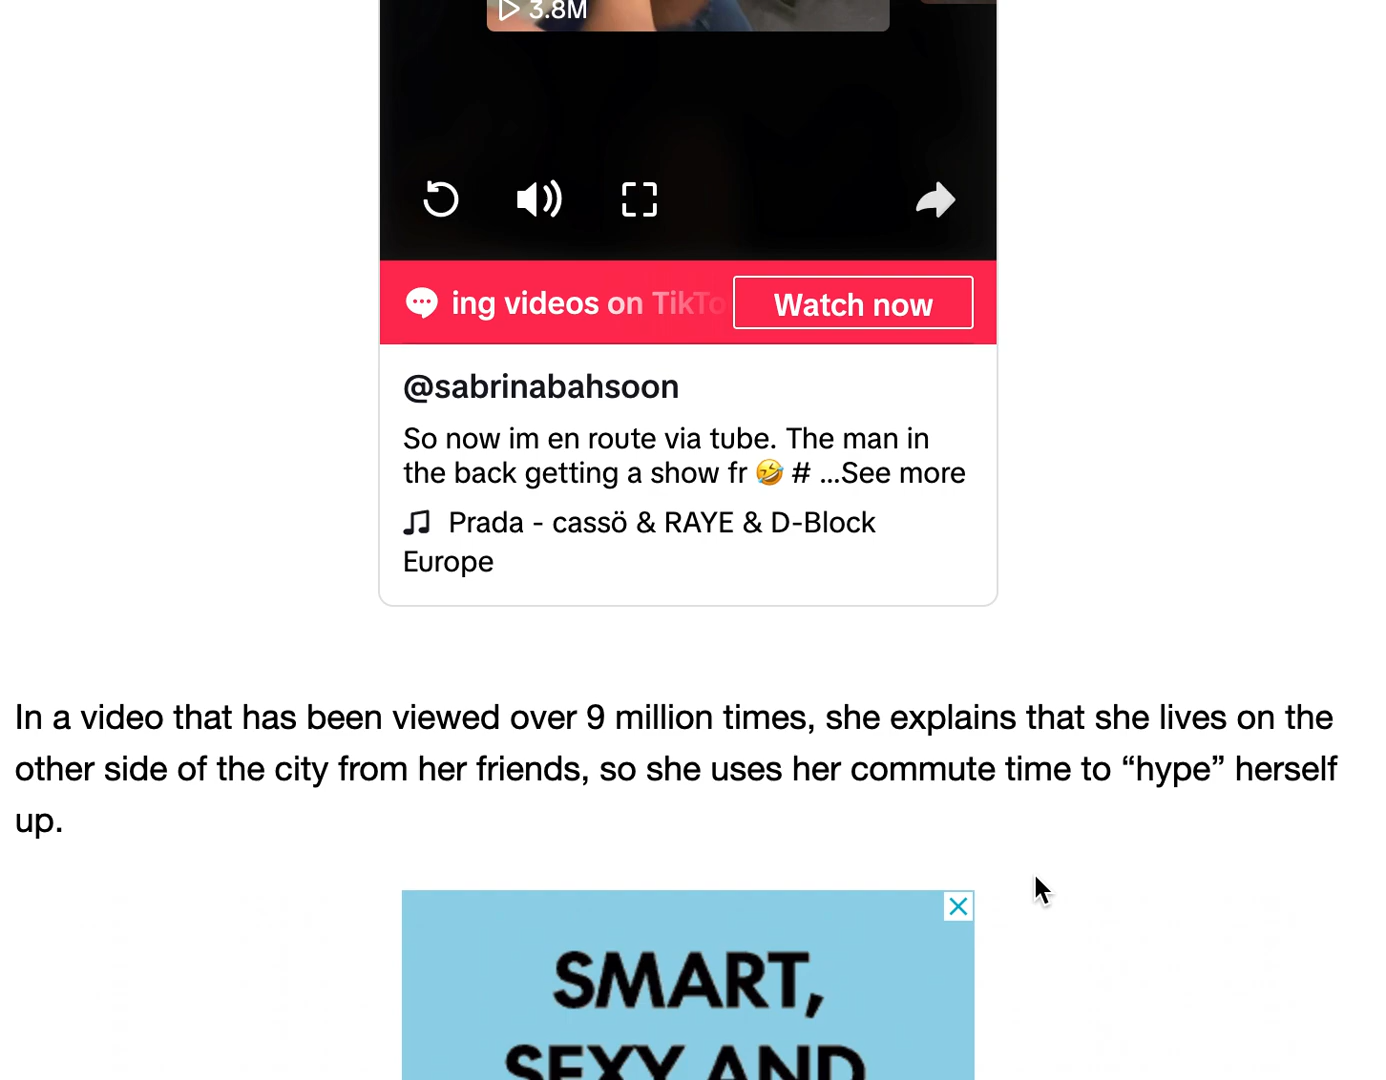 3.8M
ing videos on TikTo
Watch now
@sabrinabahsoon
So now im en route via tube. The man in
the back getting a show fr 🤣 # ...See more
Prada - cassö & RAYE & D-Block
Europe
In a video that has been viewed over 9 million times, she explains that she lives on the
other side of the city from her friends, so she uses her commute time to “hype” herself
up.
SMART,
SEXY AND